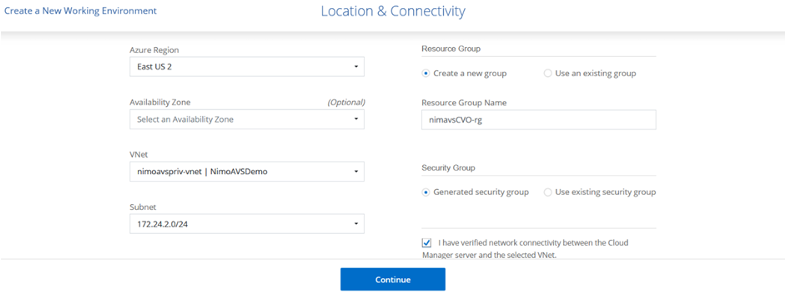 Create a New Working Environment
Location & Connectivity
Azure Region
East US 2
Availability Zone
(Optional)
Select an Availability Zone
VNet
nimoavspriv-vnet | NimoAVSDemo
Subnet
172.24.2.0/24
Resource Group
Create a new group
Use an existing group
Resource Group Name
nimavsCVO-rg
Security Group
Generated security group
Use existing security group
I have verified network connectivity between the Cloud
Manager server and the selected VNet.
Continue